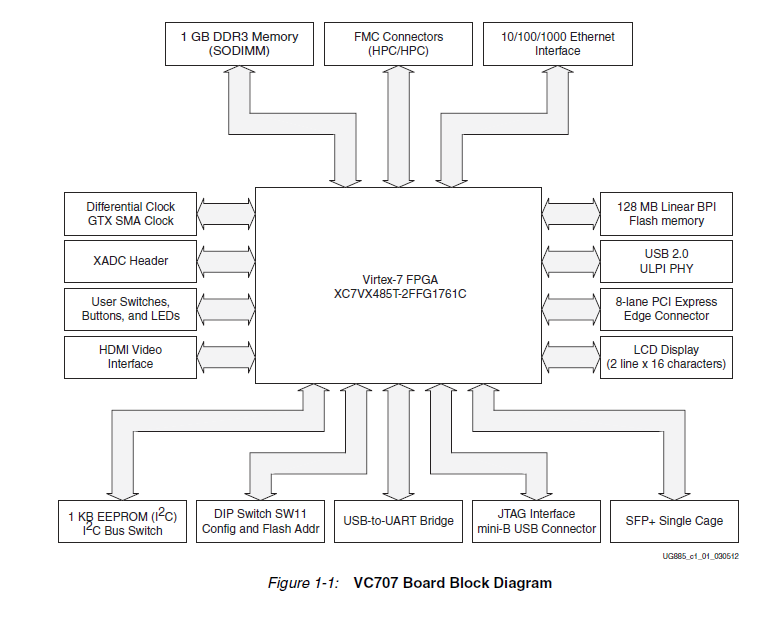 1 GB DDR3 Memory
(SODIMM)
FMC Connectors
(HPC/HPC)
10/100/1000 Ethernet
Interface
Differential Clock
GTX SMA Clock
128 MB Linear BPI
Flash memory
XADC Header
USB 2.0
ULPI PHY
Virtex-7 FPGA
XC7VX485T-2FFG1761C
User Switches,
Buttons, and LEDs
8-lane PCI Express
Edge Connector
HDMI Video
Interface
LCD Display
(2 line x 16 characters)
1 KB EEPROM (I2C)
I2C Bus Switch
DIP Switch SW11
Config and Flash Addr
USB-to-UART Bridge
JTAG Interface
mini-B USB Connector
SFP+ Single Cage
UG885_c1_01_030512
Figure 1-1: VC707 Board Block Diagram